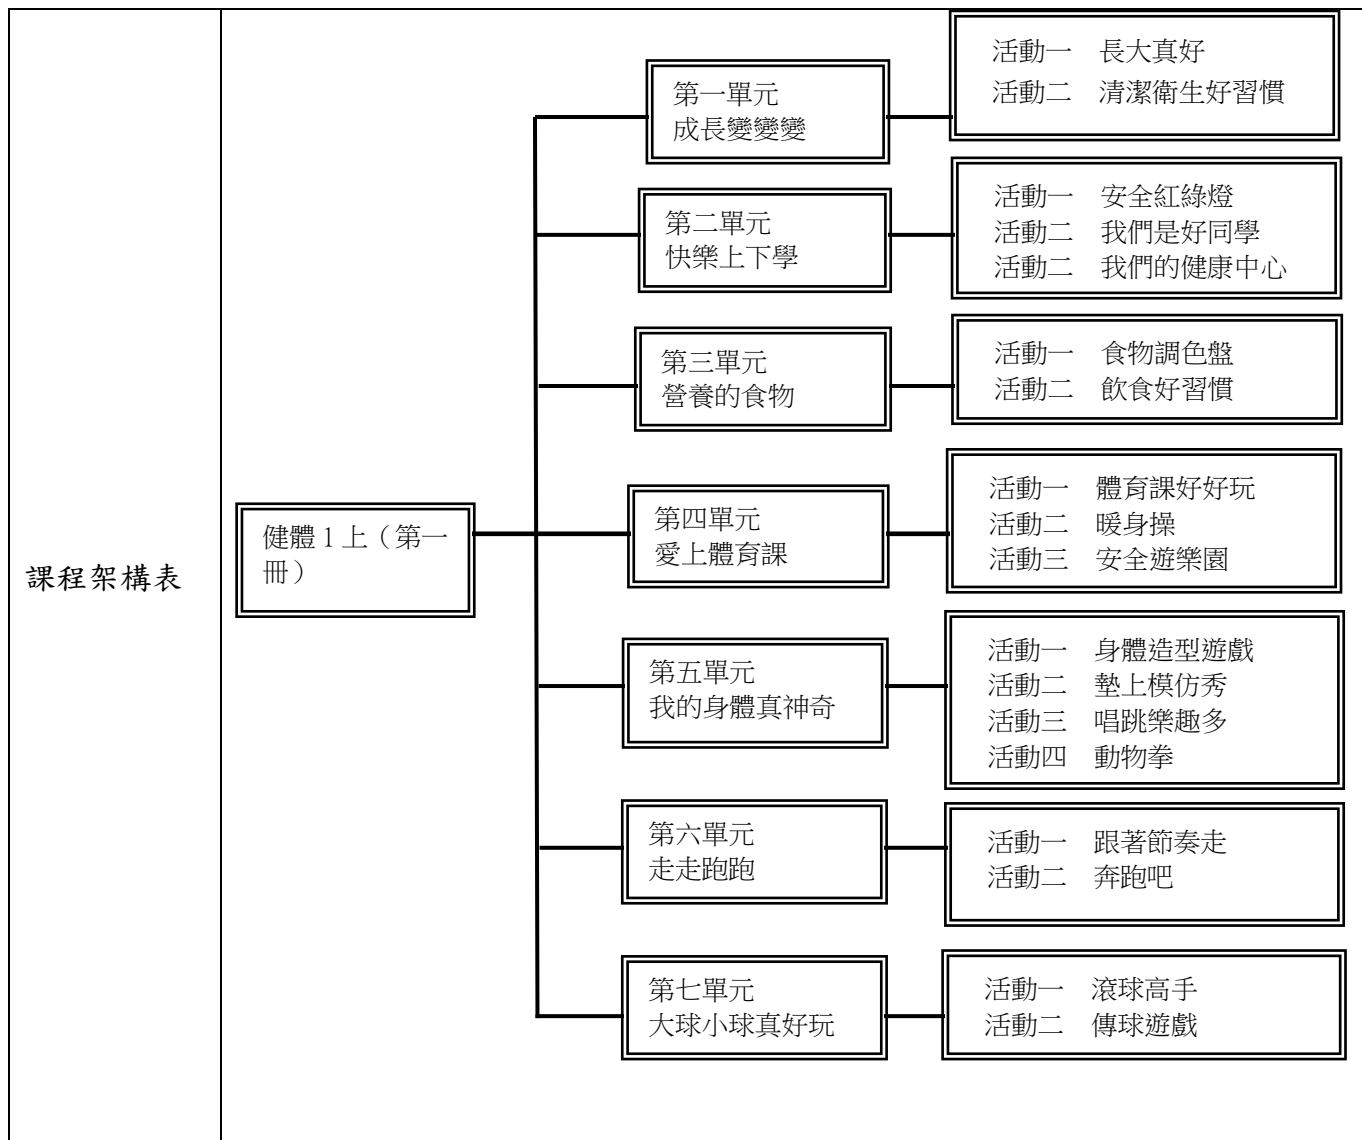 課程架構表
健體 1 上（第一
冊）
第一單元
成長變變變
活動一　長大真好
活動二　清潔衛生好習慣
第二單元
快樂上下學
活動一　安全紅綠燈
活動二　我們是好同學
活動二　我們的健康中心
第三單元
營養的食物
活動一　食物調色盤
活動二　飲食好習慣
第四單元
愛上體育課
活動一　體育課好好玩
活動二　暖身操
活動三　安全遊樂園
第五單元
我的身體真神奇
活動一　身體造型遊戲
活動二　墊上模仿秀
活動三　唱跳樂趣多
活動四　動物拳
第六單元
走走跑跑
活動一　跟著節奏走
活動二　奔跑吧
第七單元
大球小球真好玩
活動一　滾球高手
活動二　傳球遊戲